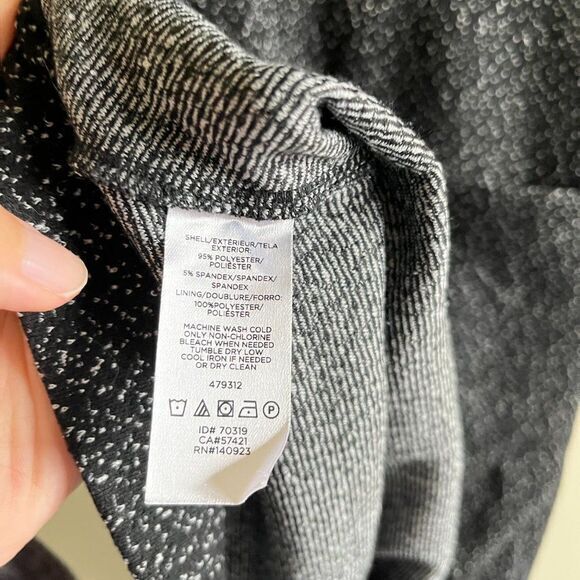 SHELL/EXTÉRIEUR/TELA
EXTERIOR:
95% POLYESTER/
POLIÉSTER
5% SPANDEX/SPANDEX/
SPANDEX
LINING/DOUBLURE/FORRO:
100%POLYESTER/
POLIÉSTER
MACHINE WASH COLD
ONLY NON-CHLORINE
BLEACH WHEN NEEDED
TUMBLE DRY LOW
COOL IRON IF NEEDED
OR DRY CLEAN
479312
P
ID# 70319
CA#57421
RN#140923